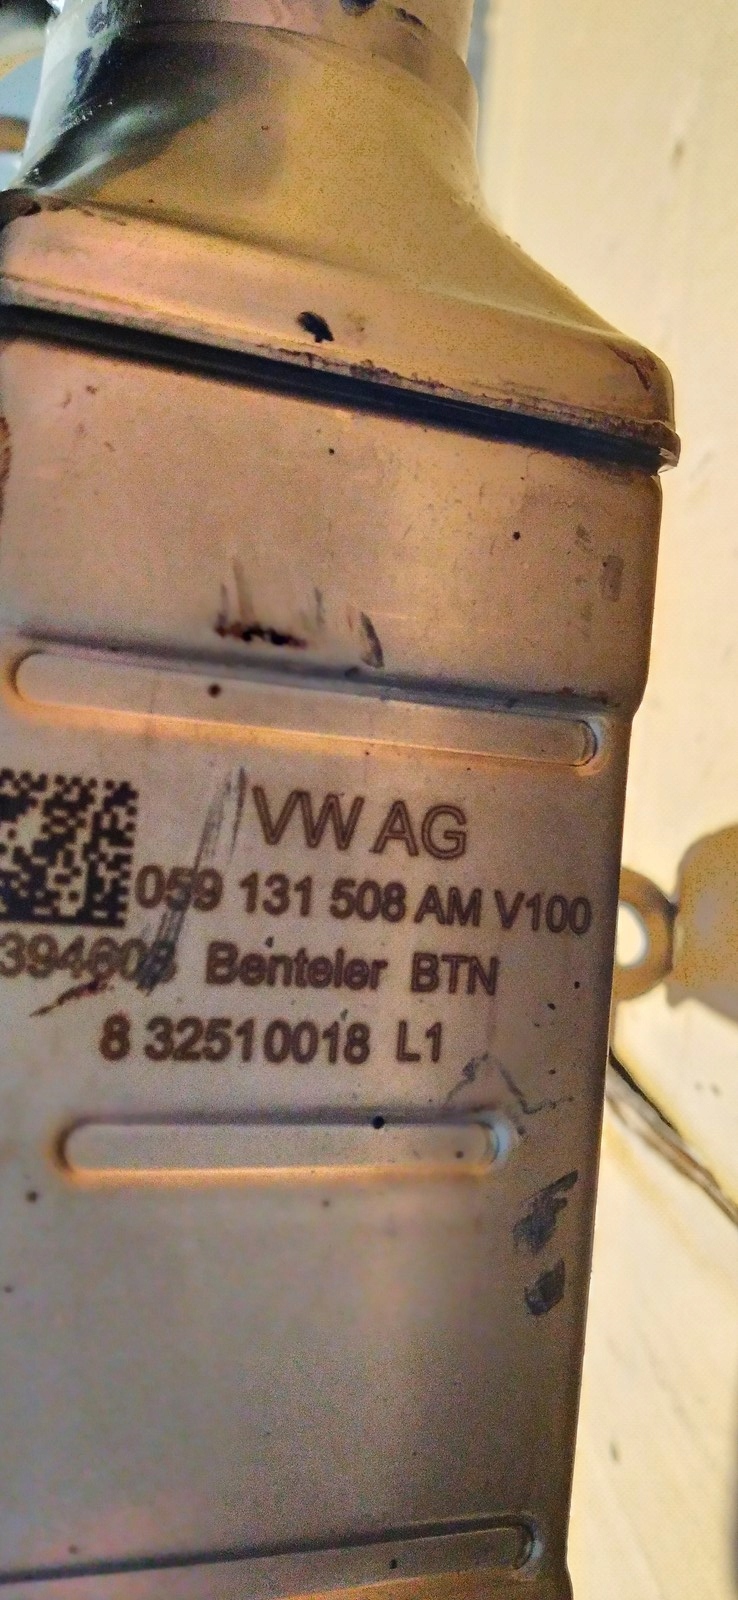 VW AG
059 131 508 AM V100
Benteler BTN
8 32510018 L1